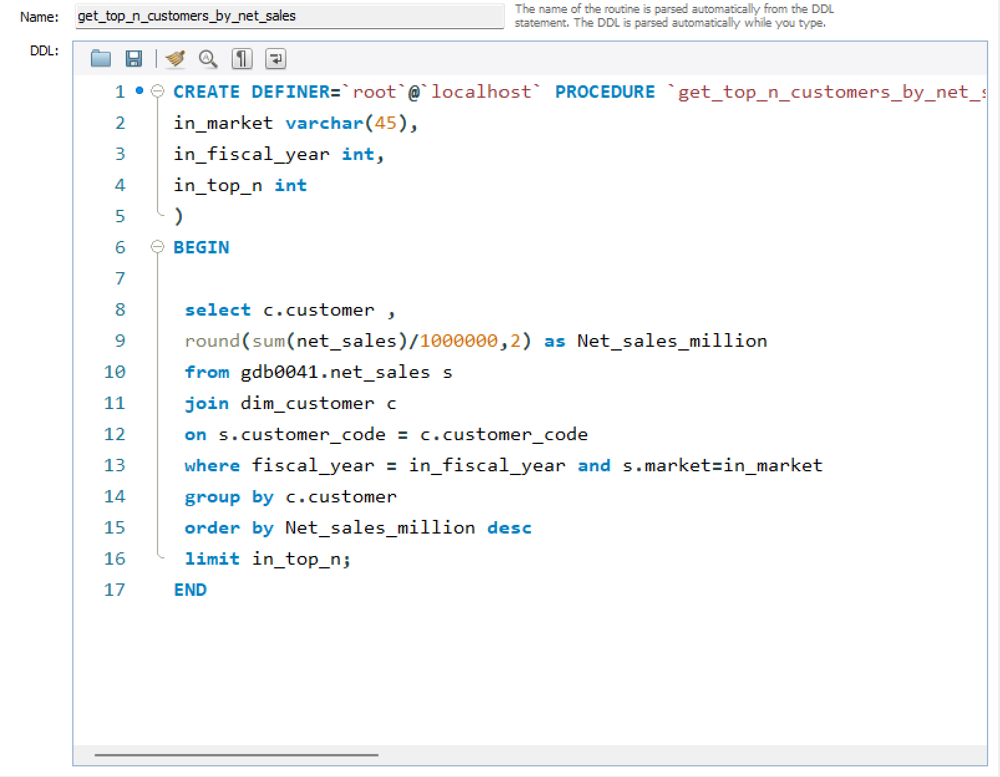 Name: get_top_n_customers_by_net_sales The name of the routine is parsed automatically from the DDL
statement. The DDL is parsed automatically while you type.
DDL:
1 CREATE DEFINER=`root`@`localhost` PROCEDURE `get_top_n_customers_by_net_s
2 in_market varchar(45),
3 in_fiscal_year int,
4 in_top_n int
5 )
6 BEGIN
7
8 select c.customer ,
9 round(sum(net_sales)/1000000,2) as Net_sales_million
10 from gdb0041.net_sales s
11 join dim_customer c
12 on s.customer_code = c.customer_code
13 where fiscal_year = in_fiscal_year and s.market=in_market
14 group by c.customer
15 order by Net_sales_million desc
16 limit in_top_n;
17 END